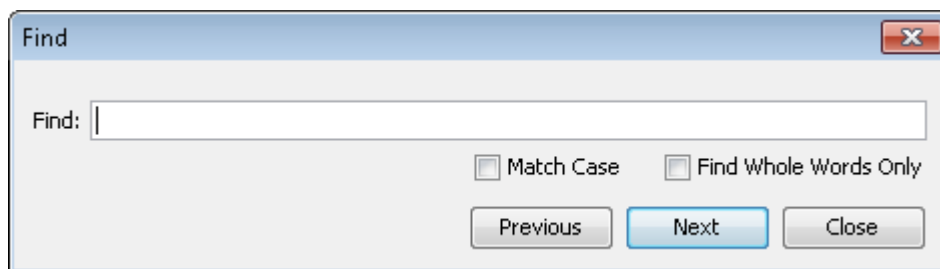 Find
Find:
Match Case Find Whole Words Only
Previous Next Close